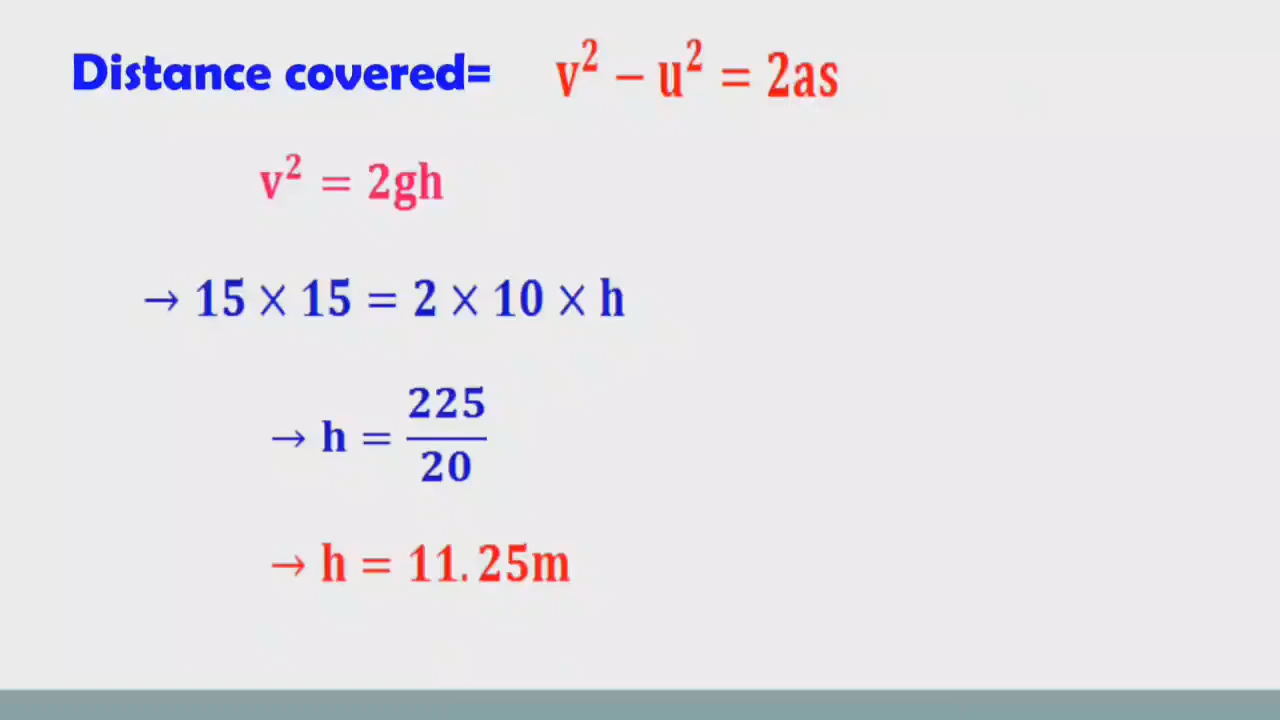 Distance covered= v² − u² = 2as
v² = 2gh
→ 15 × 15 = 2 × 10 × h
→ h = 225/20
→ h = 11.25m